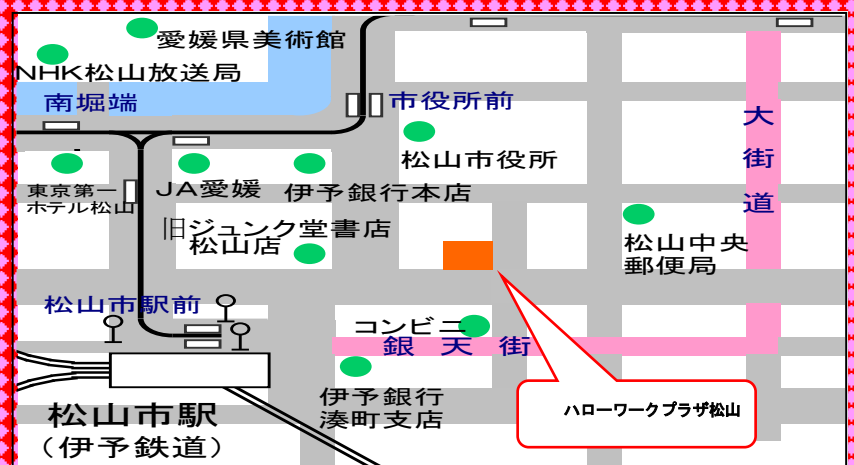 愛媛県美術館
NHK松山放送局
南堀端
市役所前
大街道
松山市役所
東京第一
ホテル松山
JA愛媛
伊予銀行本店
旧ジュンク堂書店
松山店
松山中央
郵便局
松山市駅前
コンビニ
銀天街
伊予銀行
湊町支店
ハローワークプラザ松山
松山市駅
（伊予鉄道）